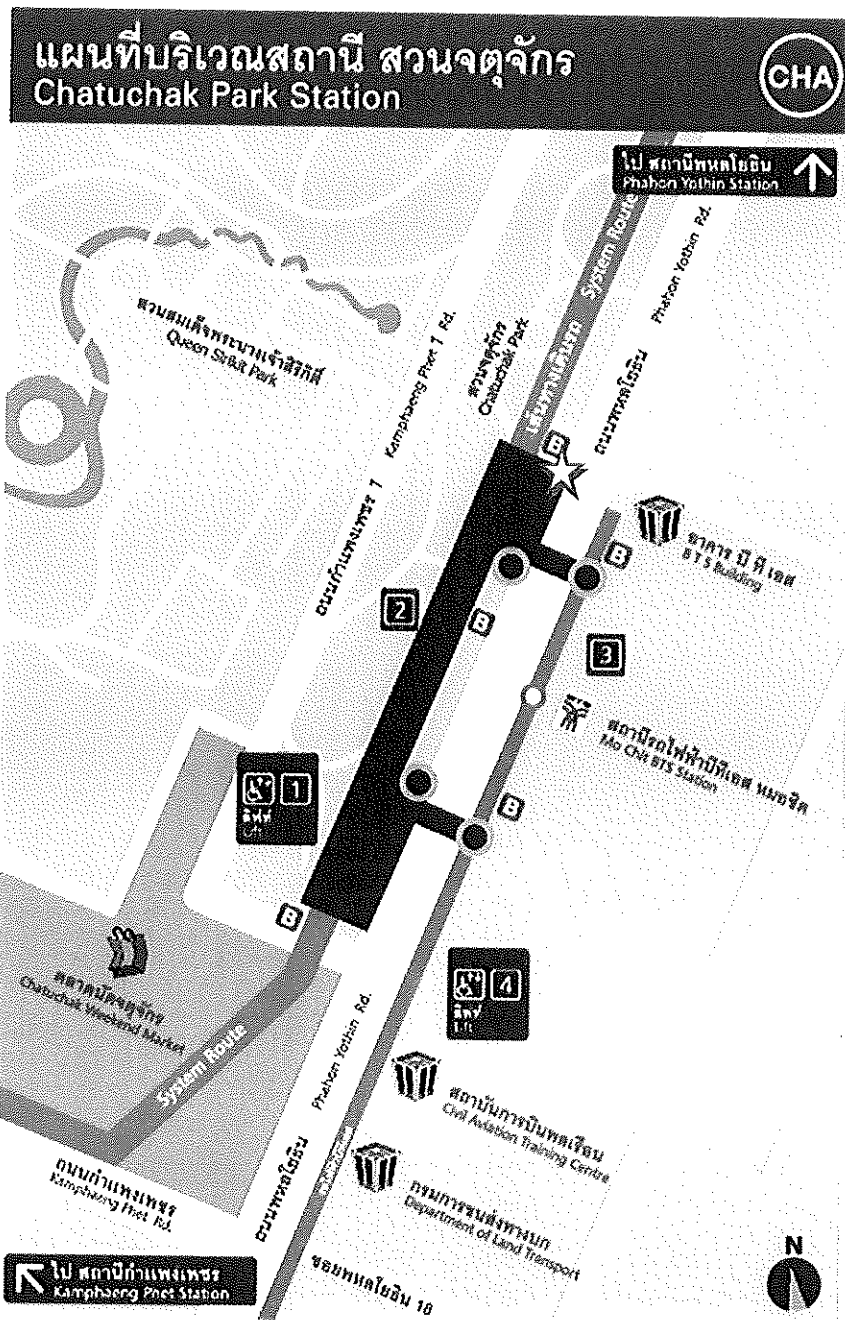 แผนที่บริเวณสถานี สวนจตุจักร
Chatuchak Park Station
CHA
ไป สถานีพหลโยธิน
Phahon Yothin Station
System Route
เส้นทางเดินรถ
Phahon Yothin Rd.
ถนนพหลโยธิน
สวนสมเด็จพระนางเจ้าสิริกิติ์
Queen Sirikit Park
Kamphaeng Phet 1 Rd.
ถนนกำแพงเพชร 1
สวนจตุจักร
Chatuchak Park
B
อาคาร บี ที เอส
B T S Building
B
2
B
3
สถานีรถไฟฟ้าบีทีเอส หมอชิต
Mo Chit BTS Station
1
ลิฟท์
Lift
B
B
4
ลิฟท์
Lift
ตลาดนัดจตุจักร
Chatuchak Weekend Market
System Route
Phahon Yothin Rd.
ถนนพหลโยธิน
สถาบันการบินพลเรือน
Civil Aviation Training Centre
กรมการขนส่งทางบก
Department of Land Transport
ถนนกำแพงเพชร
Kamphaeng Phet Rd.
ซอยพหลโยธิน 18
ไป สถานีกำแพงเพชร
Kamphaeng Phet Station
N